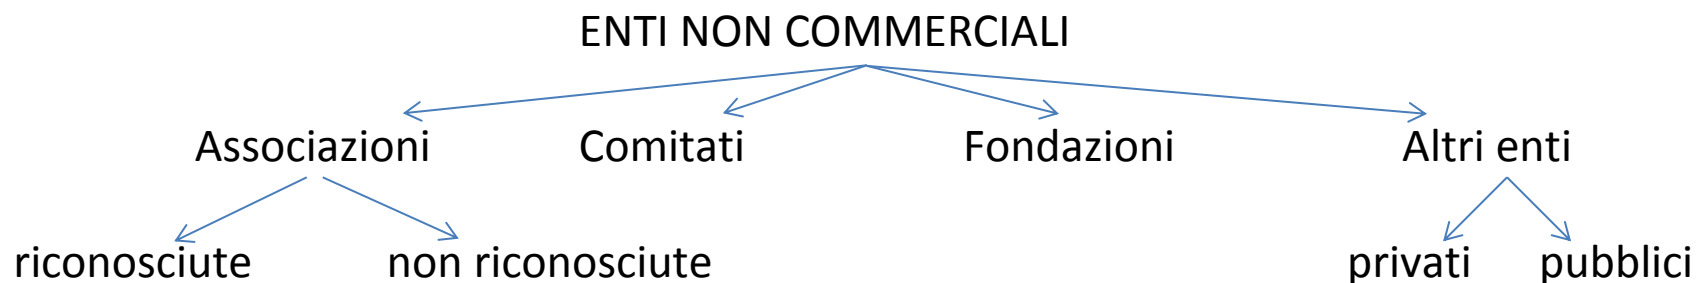 ENTI NON COMMERCIALI
Associazioni Comitati Fondazioni Altri enti
riconosciute non riconosciute privati pubblici